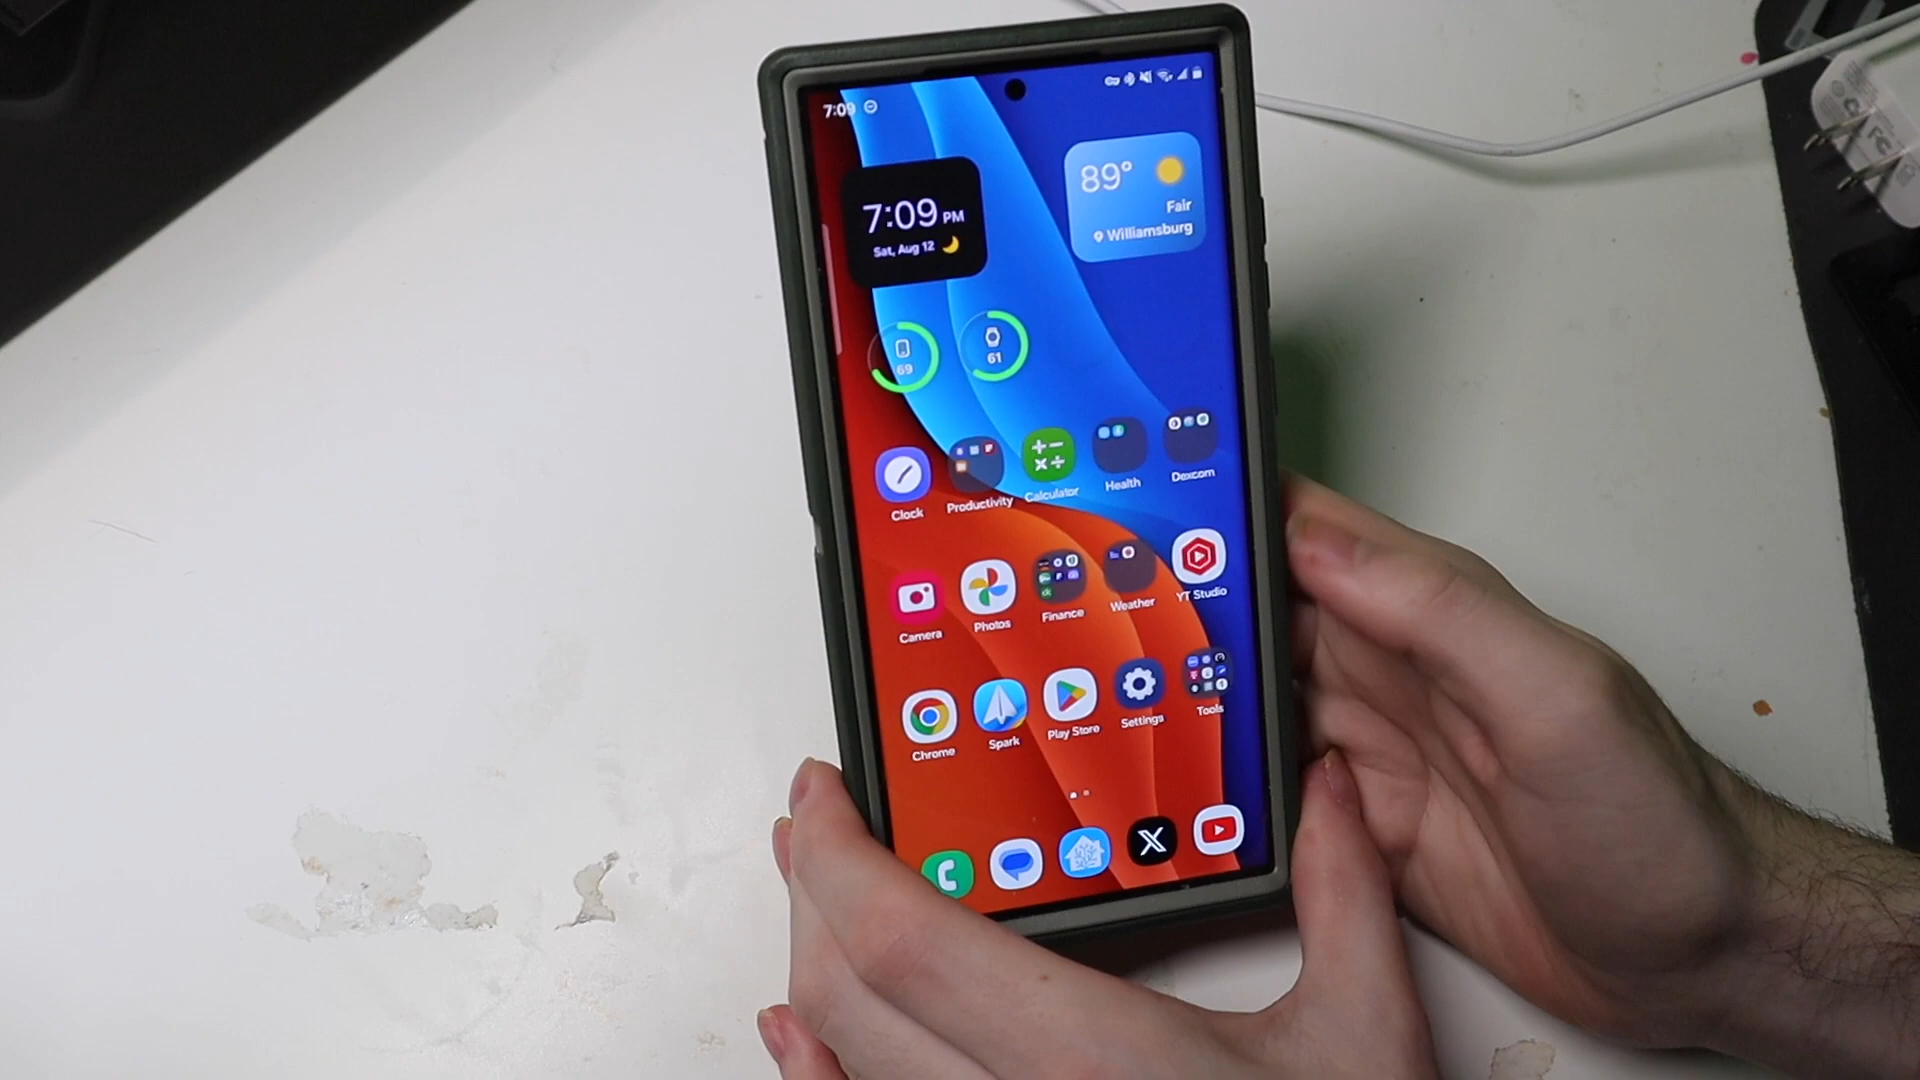 7:09
7:09 PM
Sat, Aug 12
89°
Fair
Williamsburg
69
61
Clock
Productivity
Calculator
Health
Dexcom
Camera
Photos
Finance
Weather
YT Studio
Chrome
Spark
Play Store
Settings
Tools
X